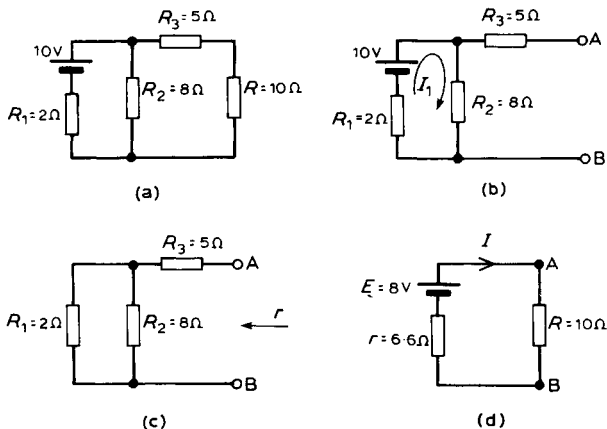 R₃=5Ω
10V
R₂=8Ω
R=10Ω
R₁=2Ω
(a)
R₃=5Ω
A
10V
I₁
R₂=8Ω
R₁=2Ω
B
(b)
R₃=5Ω
A
r
R₁=2Ω
R₂=8Ω
B
(c)
I
A
E=8V
R=10Ω
r=6·6Ω
B
(d)